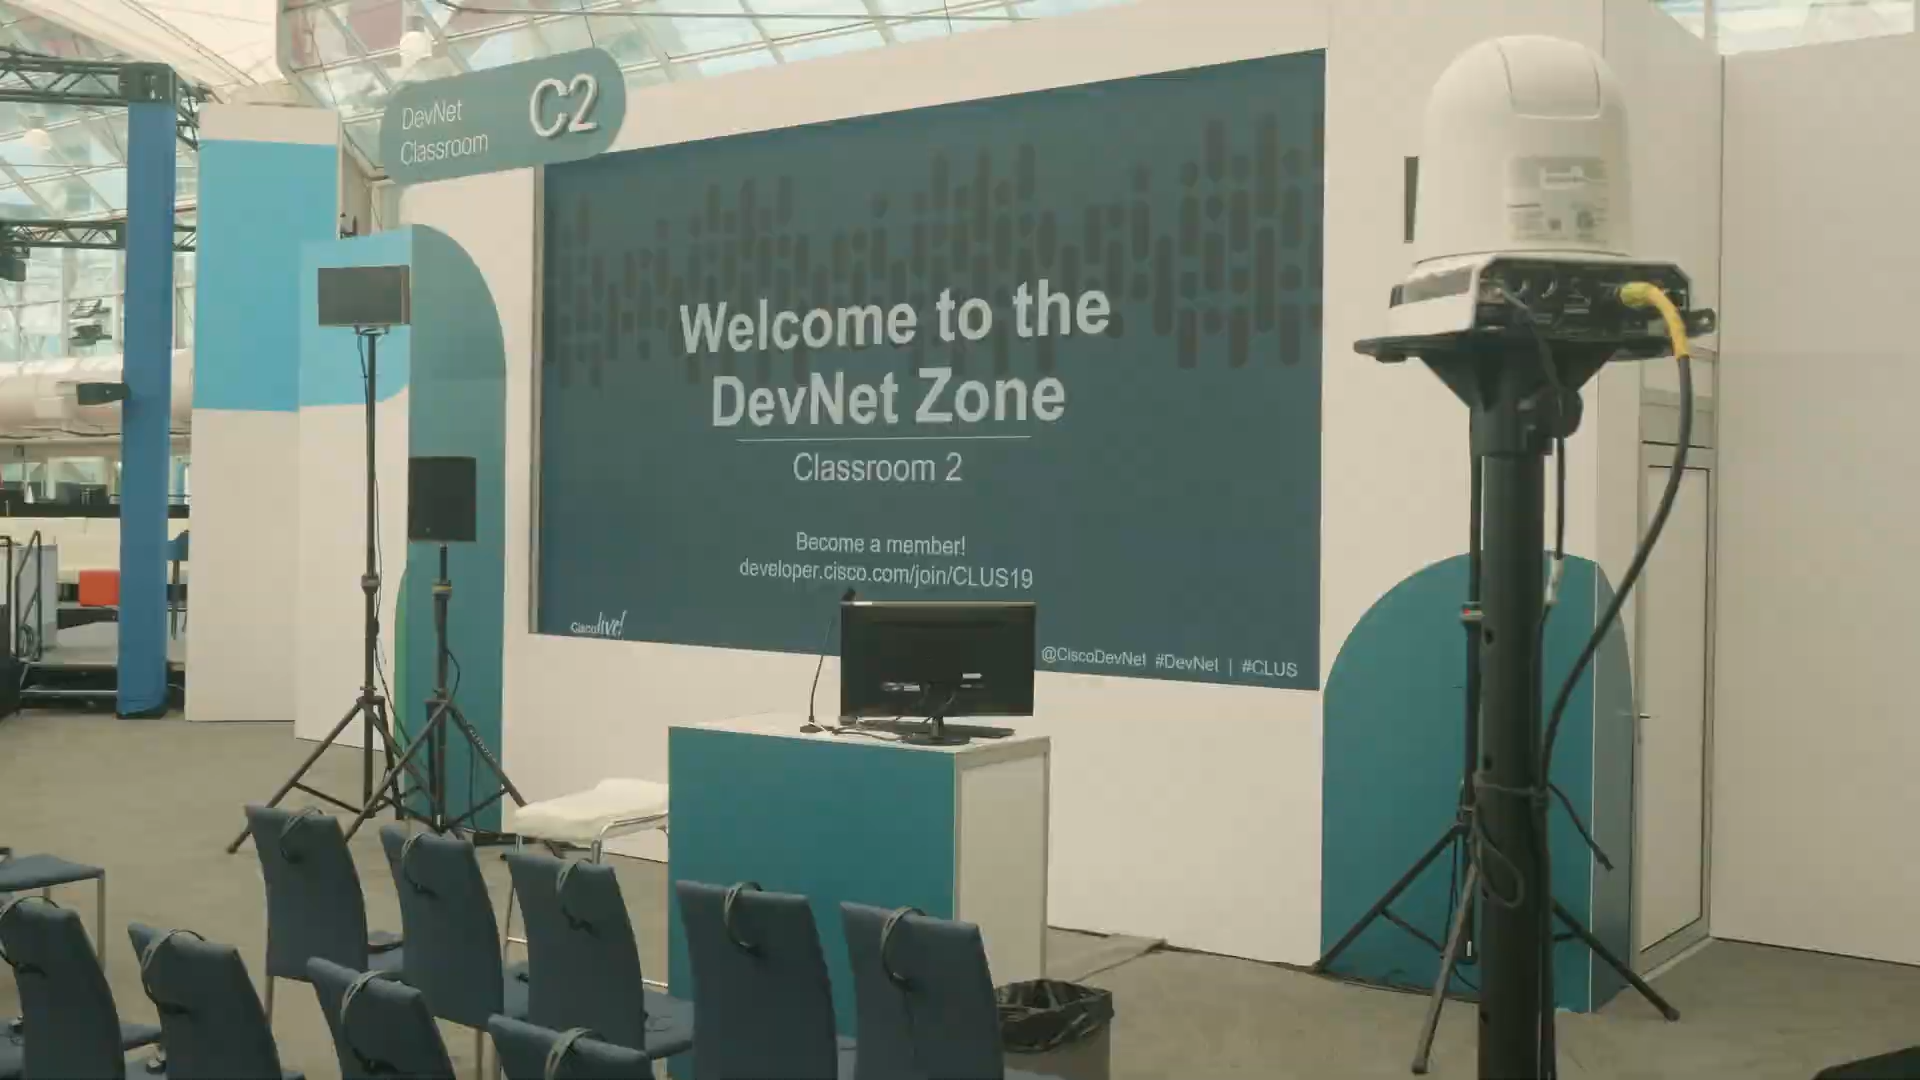 DevNet
Classroom
C2
Welcome to the
DevNet Zone
Classroom 2
Become a member!
developer.cisco.com/join/CLUS19
Cisco live!
@CiscoDevNet #DevNet | #CLUS